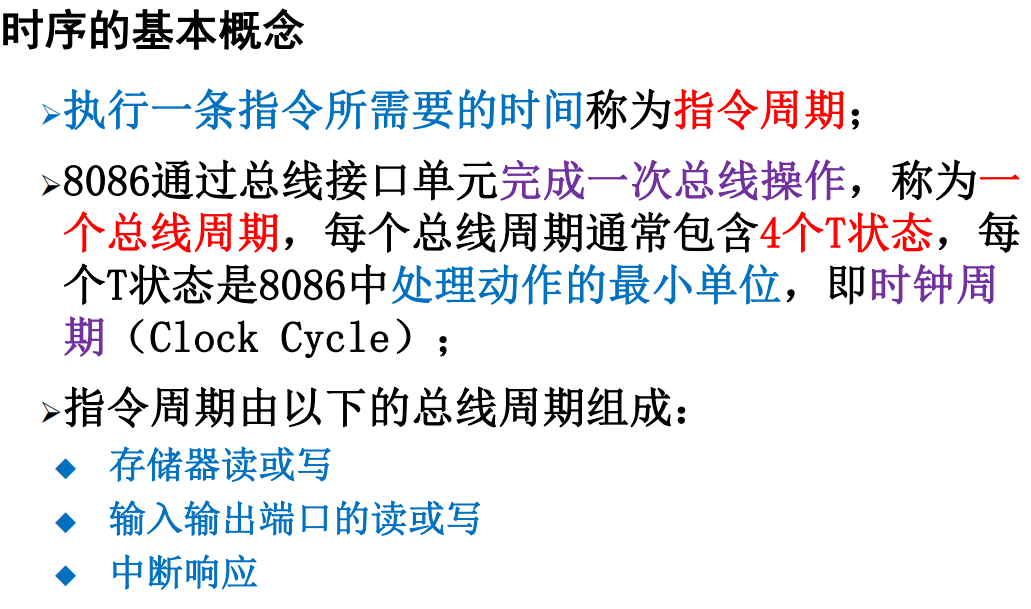 时序的基本概念
➢执行一条指令所需要的时间称为指令周期；
➢8086通过总线接口单元完成一次总线操作，称为一
个总线周期，每个总线周期通常包含4个T状态，每
个T状态是8086中处理动作的最小单位，即时钟周
期（Clock Cycle）；
➢指令周期由以下的总线周期组成：
◆ 存储器读或写
◆ 输入输出端口的读或写
◆ 中断响应